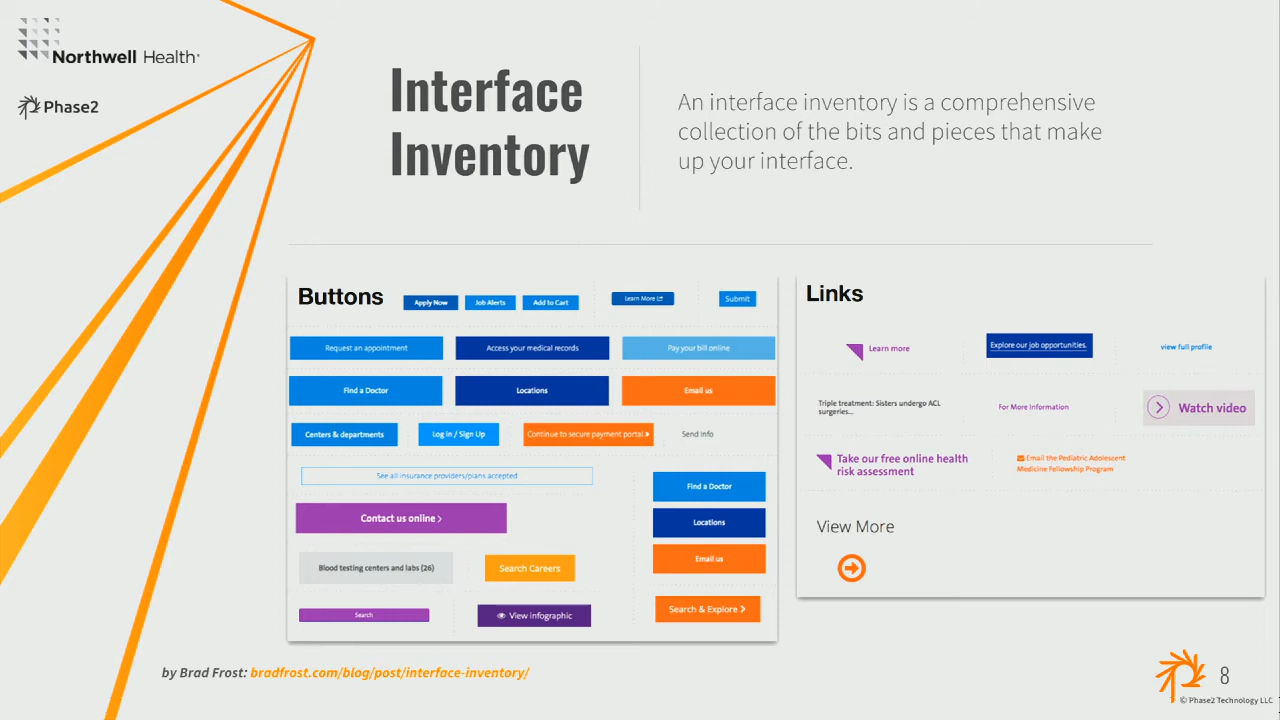 Northwell Health
Phase2
Interface
Inventory
An interface inventory is a comprehensive
collection of the bits and pieces that make
up your interface.
Buttons
Apply Now
Job Alerts
Add to Cart
Learn More
Submit
Request an appointment
Access your medical records
Pay your bill online
Find a Doctor
Locations
Email us
Centers & departments
Log in / Sign Up
Continue to secure payment portal »
Send info
See all insurance providers/plans accepted
Find a Doctor
Contact us online >
Locations
Email us
Blood testing centers and labs (26)
Search Careers
Search
View infographic
Search & Explore >
Links
Learn more
Explore our job opportunities.
view full profile
Triple treatment: Sisters undergo ACL
surgeries...
For More Information
Watch video
Take our free online health
risk assessment
Email the Pediatric Adolescent
Medicine Fellowship Program
View More
by Brad Frost: bradfrost.com/blog/post/interface-inventory/
8
© Phase2 Technology LLC